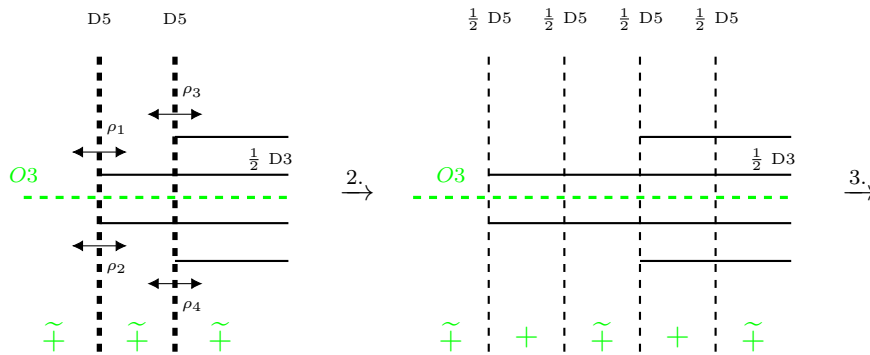 D5 D5 ½ D5 ½ D5 ½ D5 ½ D5
ρ₃
ρ₁
½ D3 ½ D3
O3 O3 2. → 3. →
ρ₂
ρ₄
+̃ +̃ +̃ +̃ + +̃ + +̃